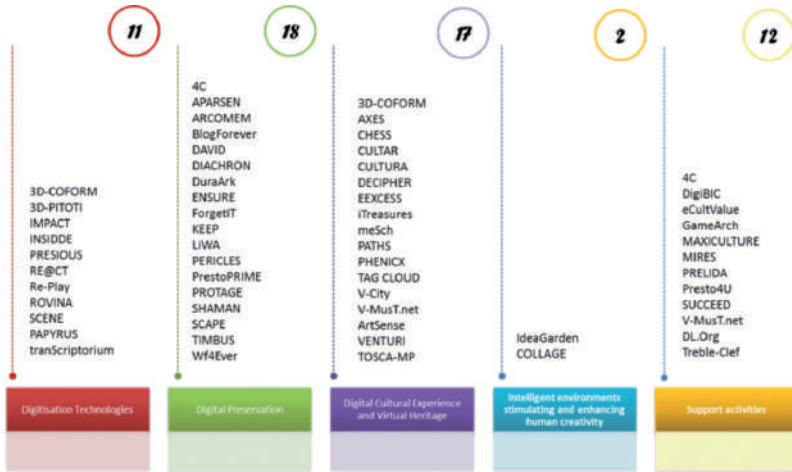 11
3D-COFORM
3D-PITOTI
IMPACT
INSIDDE
PRESIOUS
RE@CT
Re-Play
ROVINA
SCENE
PAPYRUS
tranScriptorium
Digitisation Technologies
18
4C
APARSEN
ARCOMEM
BlogForever
DAVID
DIACHRON
DuraArk
ENSURE
ForgetIT
KEEP
LiWA
PERICLES
PrestoPRIME
PROTAGE
SHAMAN
SCAPE
TIMBUS
Wf4Ever
Digital Preservation
17
3D-COFORM
AXES
CHESS
CULTAR
CULTURA
DECIPHER
EEXCESS
iTreasures
meSch
PATHS
PHENICX
TAG CLOUD
V-City
V-MusT.net
ArtSense
VENTURI
TOSCA-MP
Digital Cultural Experience
and Virtual Heritage
2
IdeaGarden
COLLAGE
Intelligent environments
stimulating and enhancing
human creativity
12
4C
DigiBIC
eCultValue
GameArch
MAXICULTURE
MIRES
PRELIDA
Presto4U
SUCCEED
V-MusT.net
DL.Org
Treble-Clef
Support activities